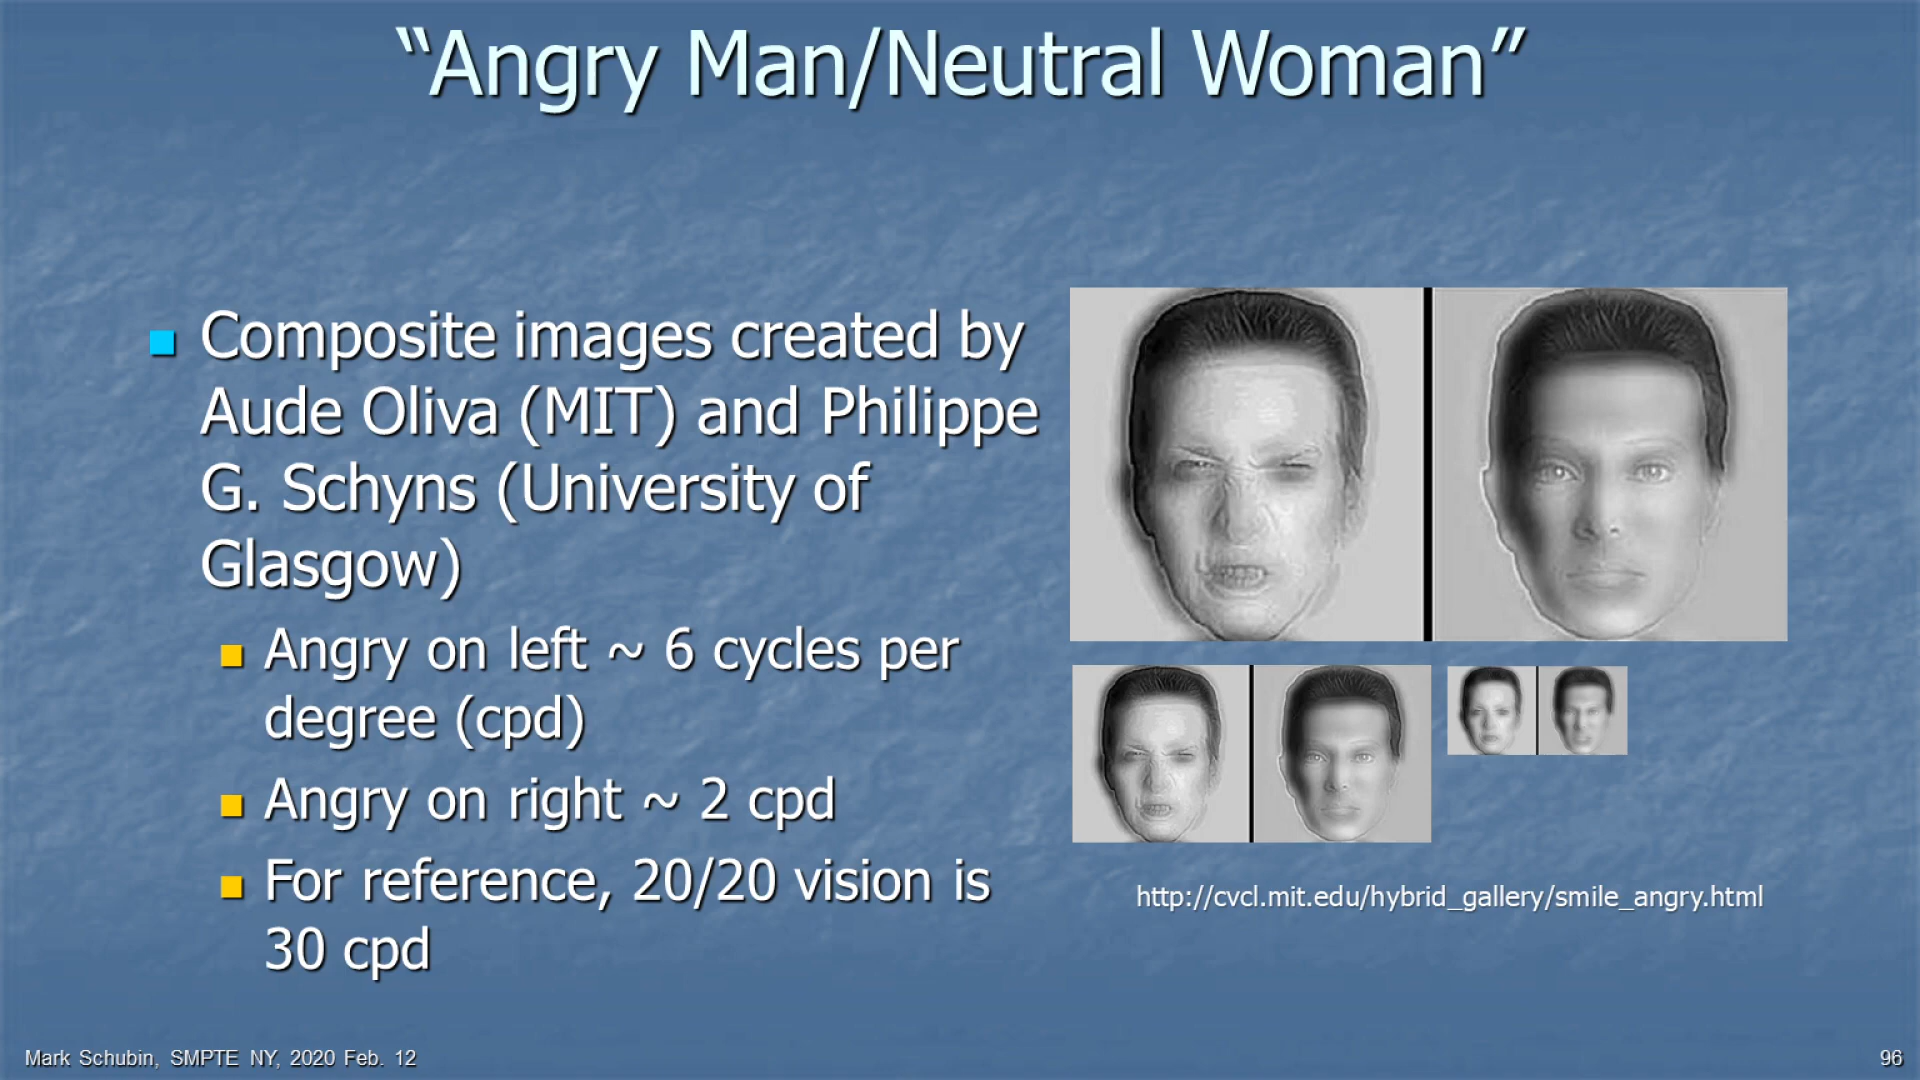 “Angry Man/Neutral Woman”
Composite images created by
Aude Oliva (MIT) and Philippe
G. Schyns (University of
Glasgow)
Angry on left ~ 6 cycles per
degree (cpd)
Angry on right ~ 2 cpd
For reference, 20/20 vision is
30 cpd
http://cvcl.mit.edu/hybrid_gallery/smile_angry.html
Mark Schubin, SMPTE NY, 2020 Feb. 12
96